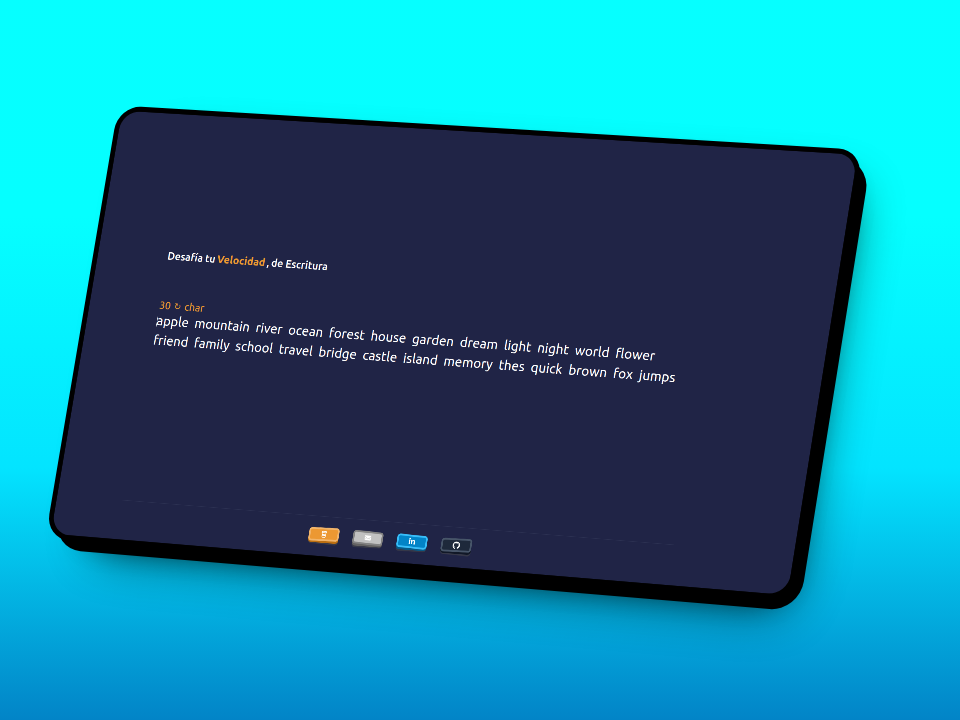 Desafía tu Velocidad, de Escritura
30 ↻ char
apple mountain river ocean forest house garden dream light night world flower
friend family school travel bridge castle island memory thes quick brown fox jumps
in